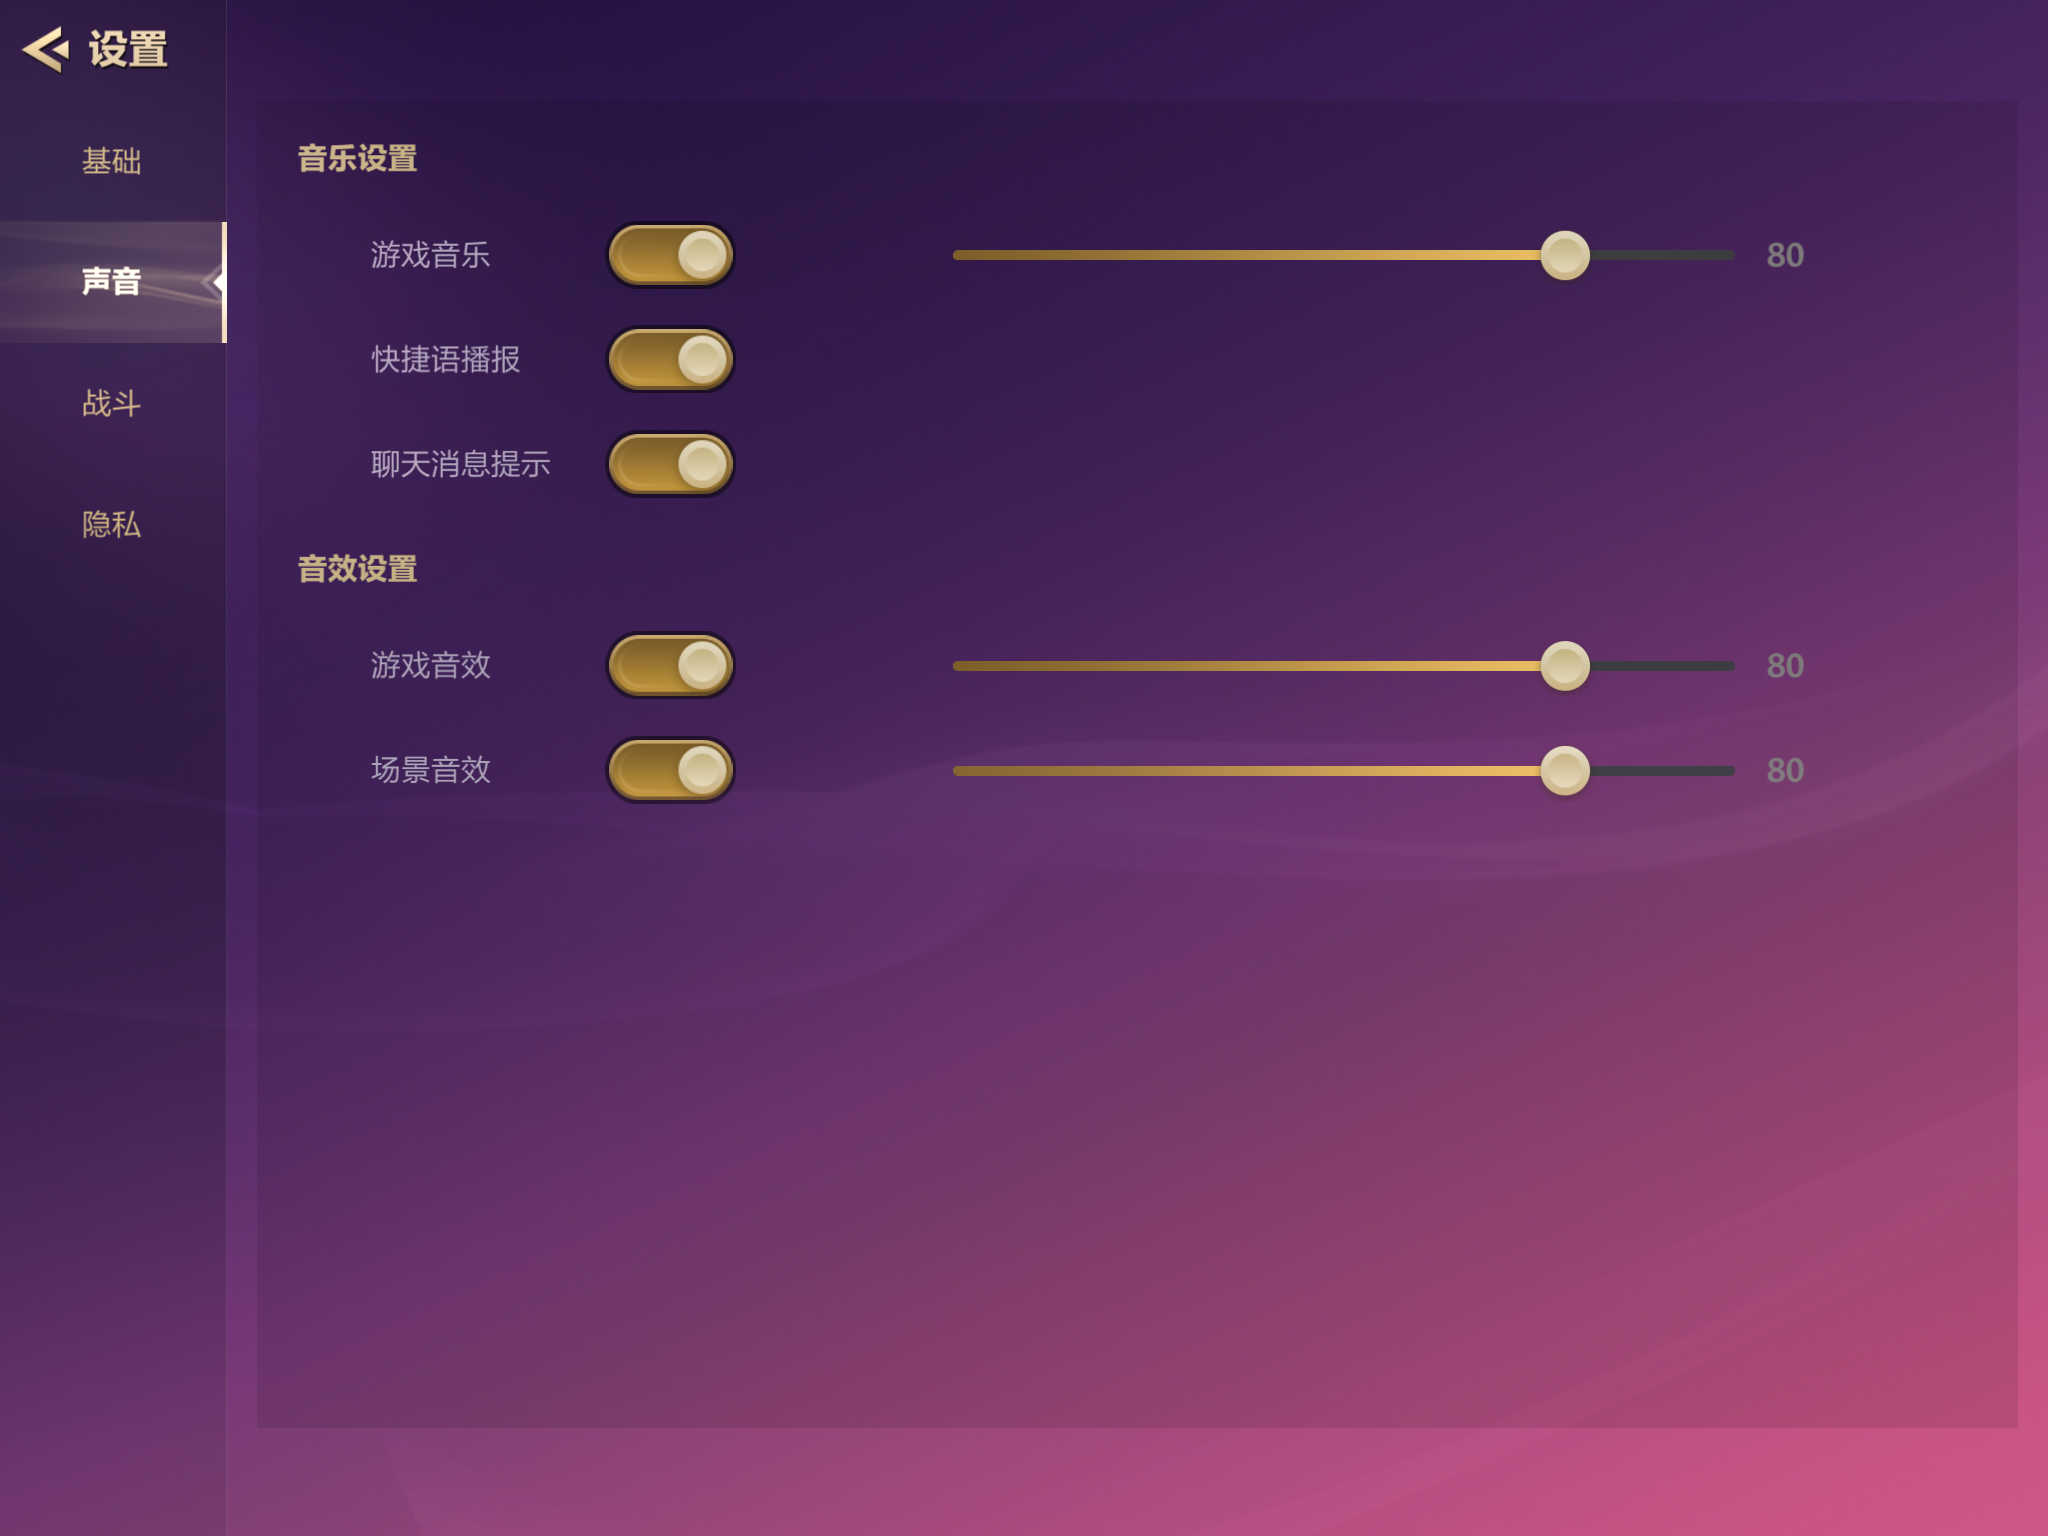 设置
基础
声音
战斗
隐私
音乐设置
游戏音乐 80
快捷语播报
聊天消息提示
音效设置
游戏音效 80
场景音效 80